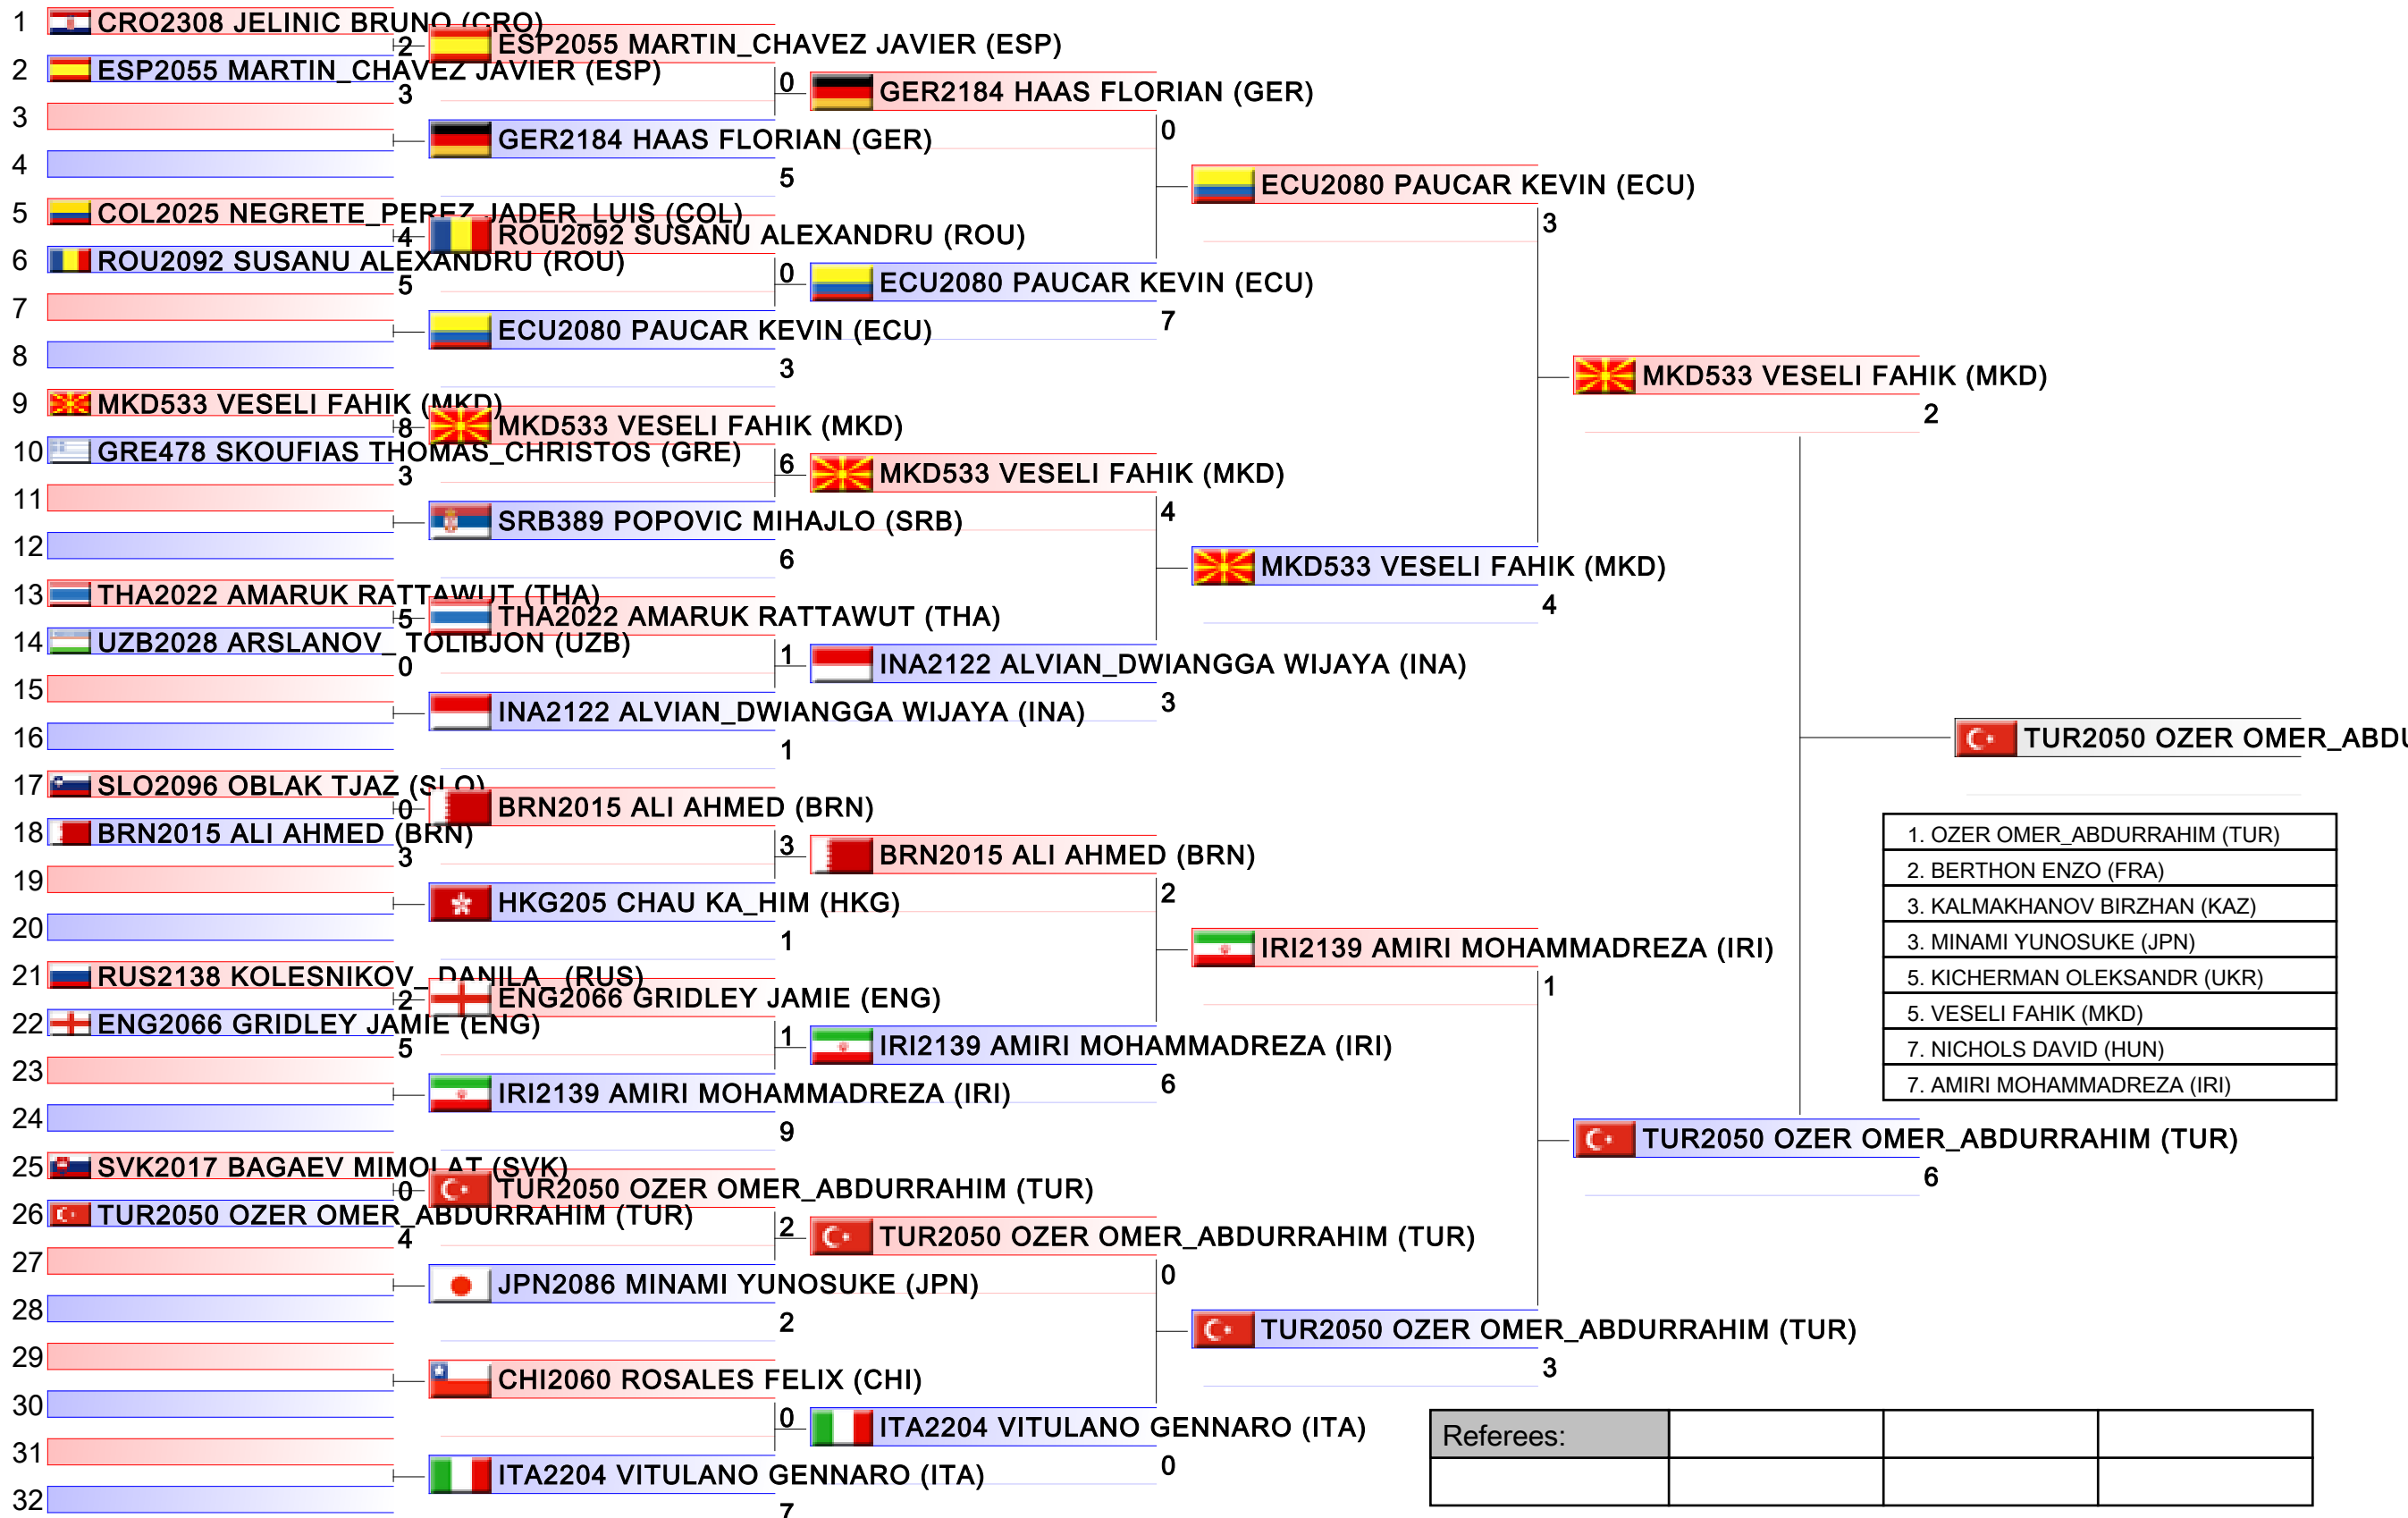 1 CRO2308 JELINIC BRUNO (CRO)
2
ESP2055 MARTIN_CHAVEZ JAVIER (ESP)
2 ESP2055 MARTIN_CHAVEZ JAVIER (ESP)
3
0
GER2184 HAAS FLORIAN (GER)
3
0
GER2184 HAAS FLORIAN (GER)
4
5
ECU2080 PAUCAR KEVIN (ECU)
3
5 COL2025 NEGRETE_PEREZ JADER_LUIS (COL)
4
ROU2092 SUSANU ALEXANDRU (ROU)
6 ROU2092 SUSANU ALEXANDRU (ROU)
5
0
ECU2080 PAUCAR KEVIN (ECU)
7
7
ECU2080 PAUCAR KEVIN (ECU)
8
3
MKD533 VESELI FAHIK (MKD)
2
9 MKD533 VESELI FAHIK (MKD)
8
MKD533 VESELI FAHIK (MKD)
10 GRE478 SKOUFIAS THOMAS_CHRISTOS (GRE)
3
6
MKD533 VESELI FAHIK (MKD)
11
4
SRB389 POPOVIC MIHAJLO (SRB)
12
6
MKD533 VESELI FAHIK (MKD)
4
13 THA2022 AMARUK RATTAWUT (THA)
5
THA2022 AMARUK RATTAWUT (THA)
14 UZB2028 ARSLANOV_ TOLIBJON (UZB)
0
1
INA2122 ALVIAN_DWIANGGA WIJAYA (INA)
15
3
INA2122 ALVIAN_DWIANGGA WIJAYA (INA)
16
1
TUR2050 OZER OMER_ABDU
17 SLO2096 OBLAK TJAZ (SLO)
0
BRN2015 ALI AHMED (BRN)
18 BRN2015 ALI AHMED (BRN)
3
3
BRN2015 ALI AHMED (BRN)
19
2
HKG205 CHAU KA_HIM (HKG)
20
1
IRI2139 AMIRI MOHAMMADREZA (IRI)
1
21 RUS2138 KOLESNIKOV_ DANILA_ (RUS)
2
ENG2066 GRIDLEY JAMIE (ENG)
22 ENG2066 GRIDLEY JAMIE (ENG)
5
1
IRI2139 AMIRI MOHAMMADREZA (IRI)
23
6
IRI2139 AMIRI MOHAMMADREZA (IRI)
24
9
1. OZER OMER_ABDURRAHIM (TUR)
2. BERTHON ENZO (FRA)
3. KALMAKHANOV BIRZHAN (KAZ)
3. MINAMI YUNOSUKE (JPN)
5. KICHERMAN OLEKSANDR (UKR)
5. VESELI FAHIK (MKD)
7. NICHOLS DAVID (HUN)
7. AMIRI MOHAMMADREZA (IRI)
TUR2050 OZER OMER_ABDURRAHIM (TUR)
6
25 SVK2017 BAGAEV MIMOLAT (SVK)
0
TUR2050 OZER OMER_ABDURRAHIM (TUR)
26 TUR2050 OZER OMER_ABDURRAHIM (TUR)
4
2
TUR2050 OZER OMER_ABDURRAHIM (TUR)
27
0
JPN2086 MINAMI YUNOSUKE (JPN)
28
2
TUR2050 OZER OMER_ABDURRAHIM (TUR)
3
29
CHI2060 ROSALES FELIX (CHI)
30
0
ITA2204 VITULANO GENNARO (ITA)
31
0
ITA2204 VITULANO GENNARO (ITA)
32
7
Referees: